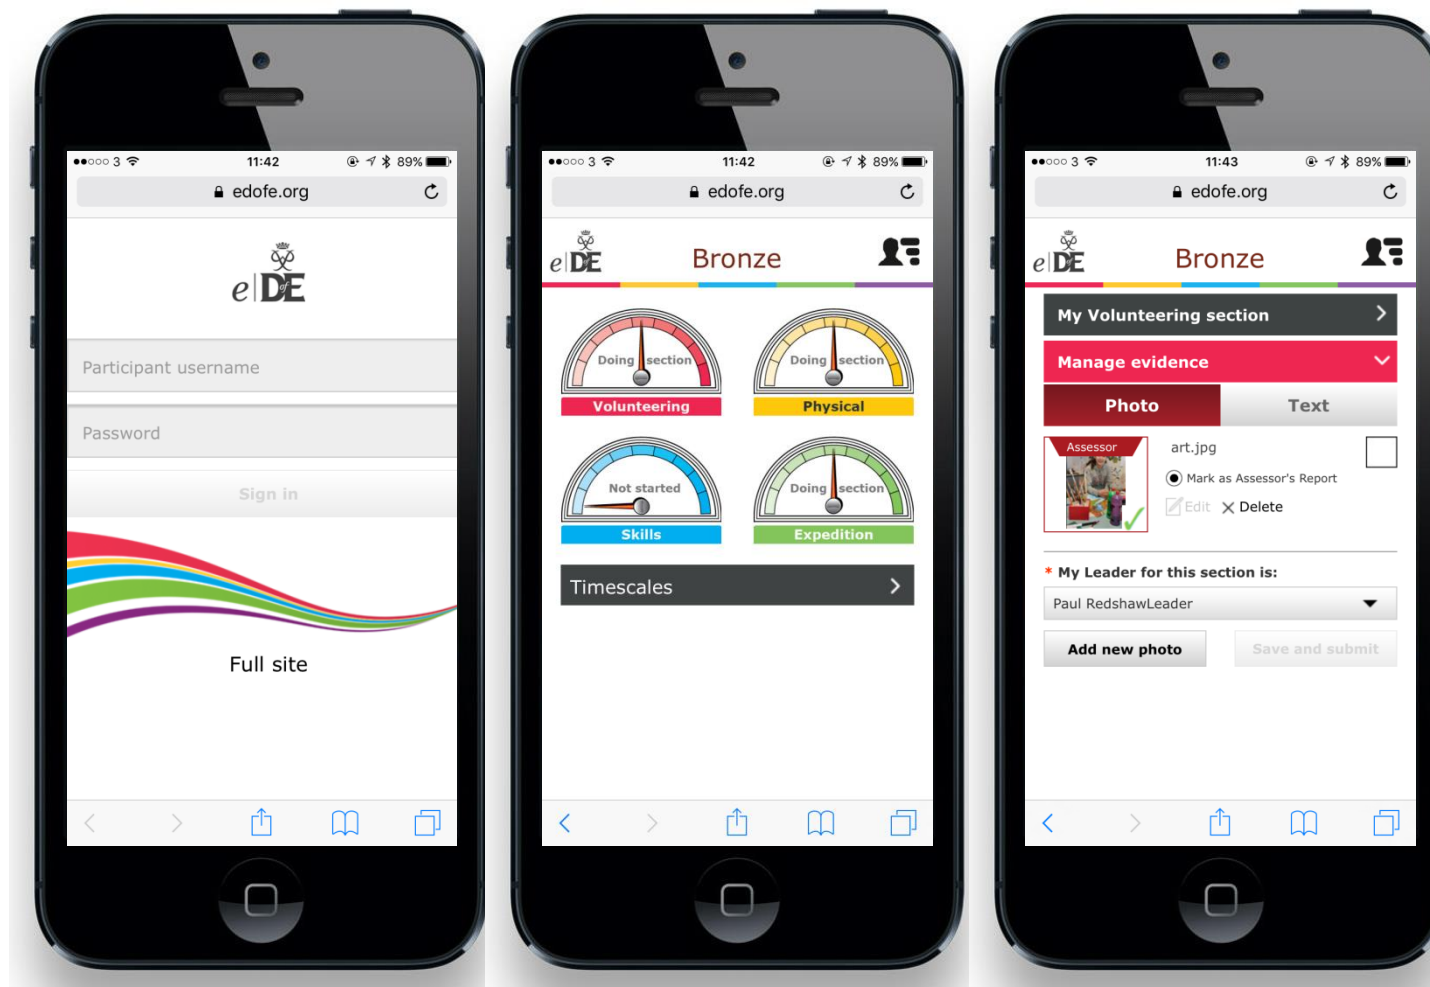 3 11:42 89%
edofe.org
e|DofE
Participant username
Password
Sign in
Full site
3 11:42 89%
edofe.org
e|DofE Bronze
Doing section
Volunteering
Doing section
Physical
Not started
Skills
Doing section
Expedition
Timescales
3 11:43 89%
edofe.org
e|DofE Bronze
My Volunteering section
Manage evidence
Photo Text
Assessor
art.jpg
Mark as Assessor's Report
Edit Delete
* My Leader for this section is:
Paul RedshawLeader
Add new photo Save and submit